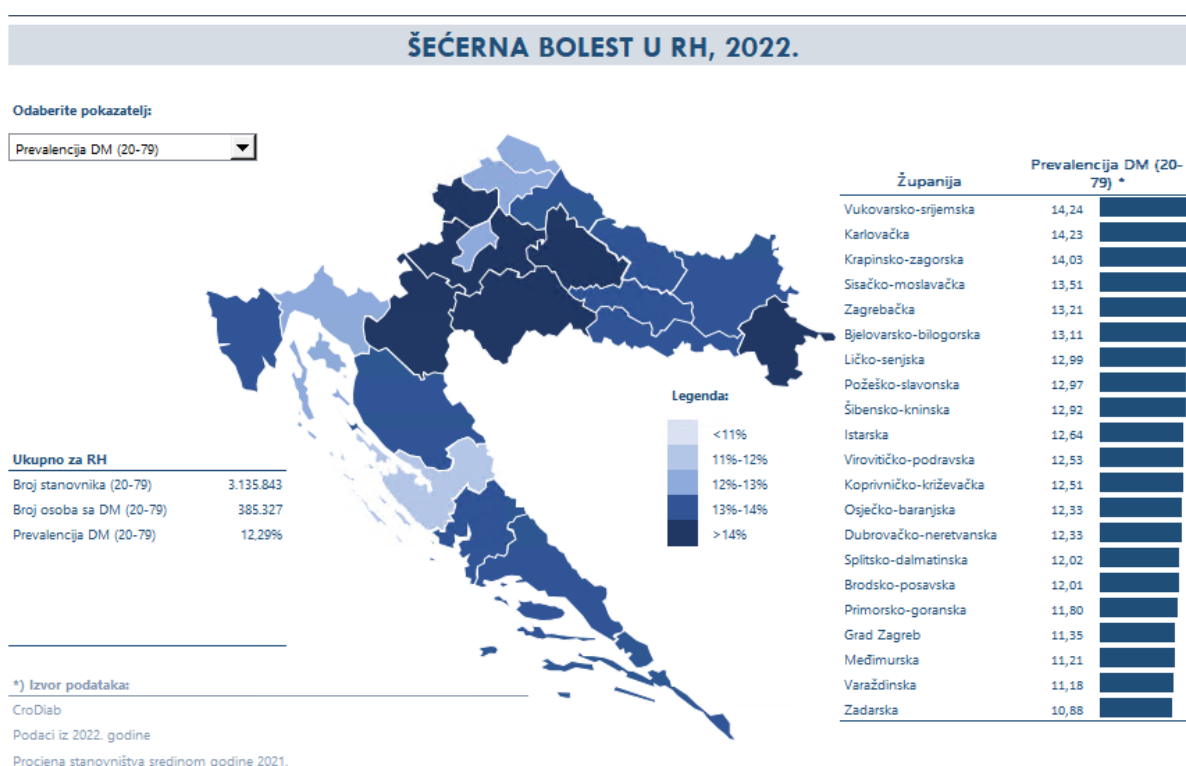 ŠEĆERNA BOLEST U RH, 2022.
Odaberite pokazatelj:
Prevalencija DM (20-79)
Ukupno za RH
Broj stanovnika (20-79) 3.135.843
Broj osoba sa DM (20-79) 385.327
Prevalencija DM (20-79) 12,29%
*) Izvor podataka:
CroDiab
Podaci iz 2022. godine
Procjena stanovništva sredinom godine 2021.
Legenda:
<11%
11%-12%
12%-13%
13%-14%
>14%
Županija Prevalencija DM (20-
79) *
Vukovarsko-srijemska 14,24
Karlovačka 14,23
Krapinsko-zagorska 14,03
Sisačko-moslavačka 13,51
Zagrebačka 13,21
Bjelovarsko-bilogorska 13,11
Ličko-senjska 12,99
Požeško-slavonska 12,97
Šibensko-kninska 12,92
Istarska 12,64
Virovitičko-podravska 12,53
Koprivničko-križevačka 12,51
Osječko-baranjska 12,33
Dubrovačko-neretvanska 12,33
Splitsko-dalmatinska 12,02
Brodsko-posavska 12,01
Primorsko-goranska 11,80
Grad Zagreb 11,35
Međimurska 11,21
Varaždinska 11,18
Zadarska 10,88